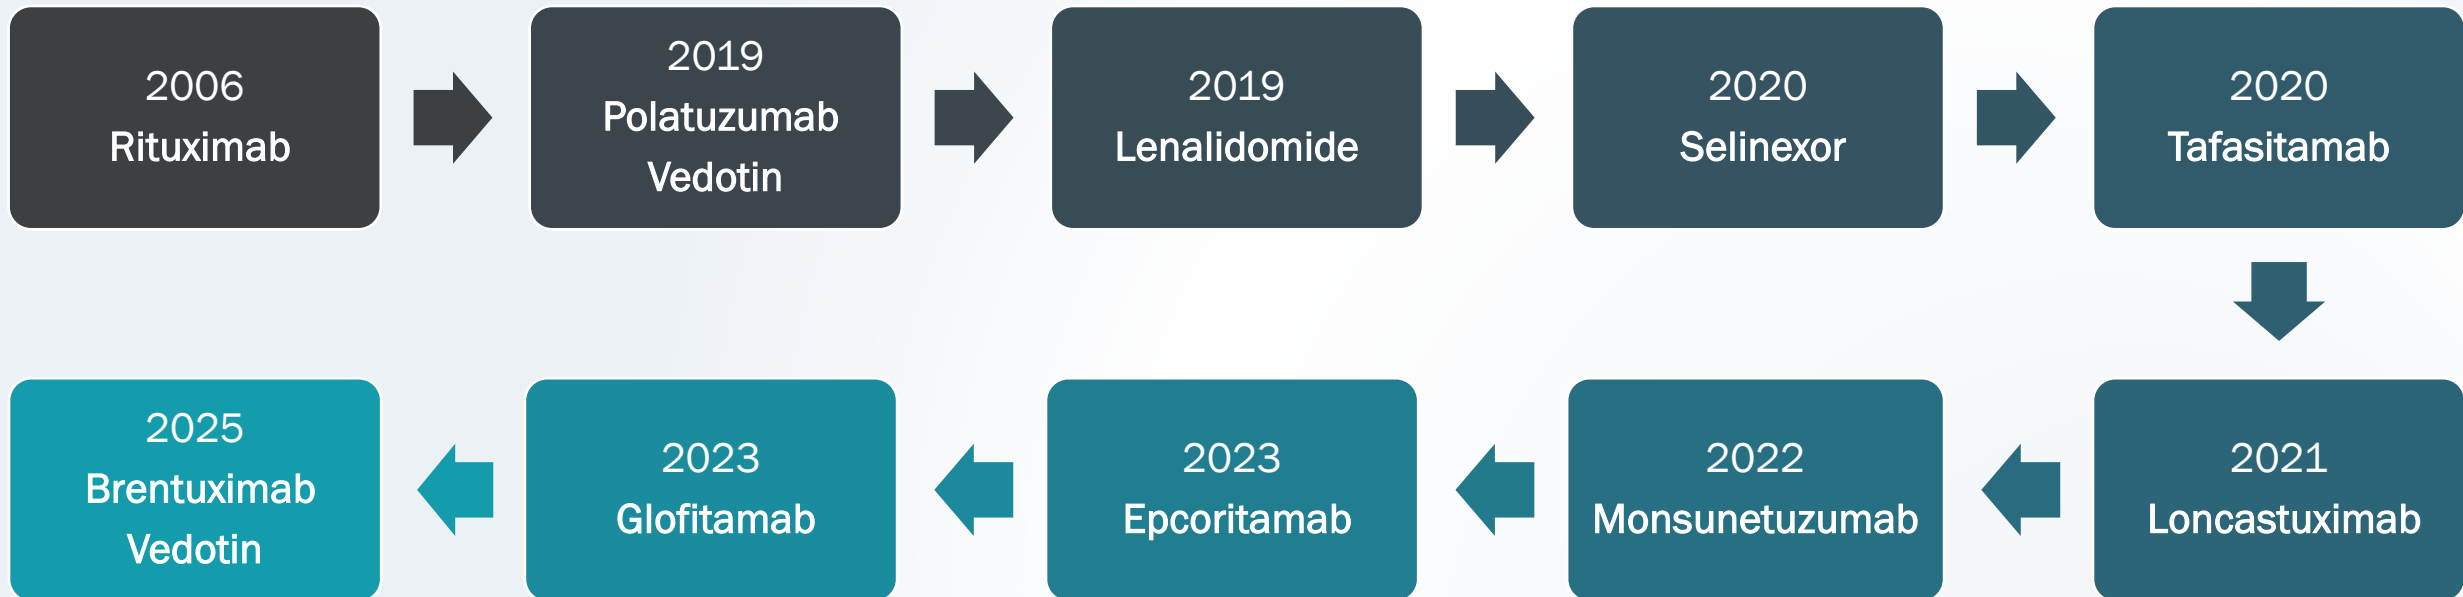 2006
Rituximab
2019
Polatuzumab
Vedotin
2019
Lenalidomide
2020
Selinexor
2020
Tafasitamab
2021
Loncastuximab
2022
Monsunetuzumab
2023
Epcoritamab
2023
Glofitamab
2025
Brentuximab
Vedotin